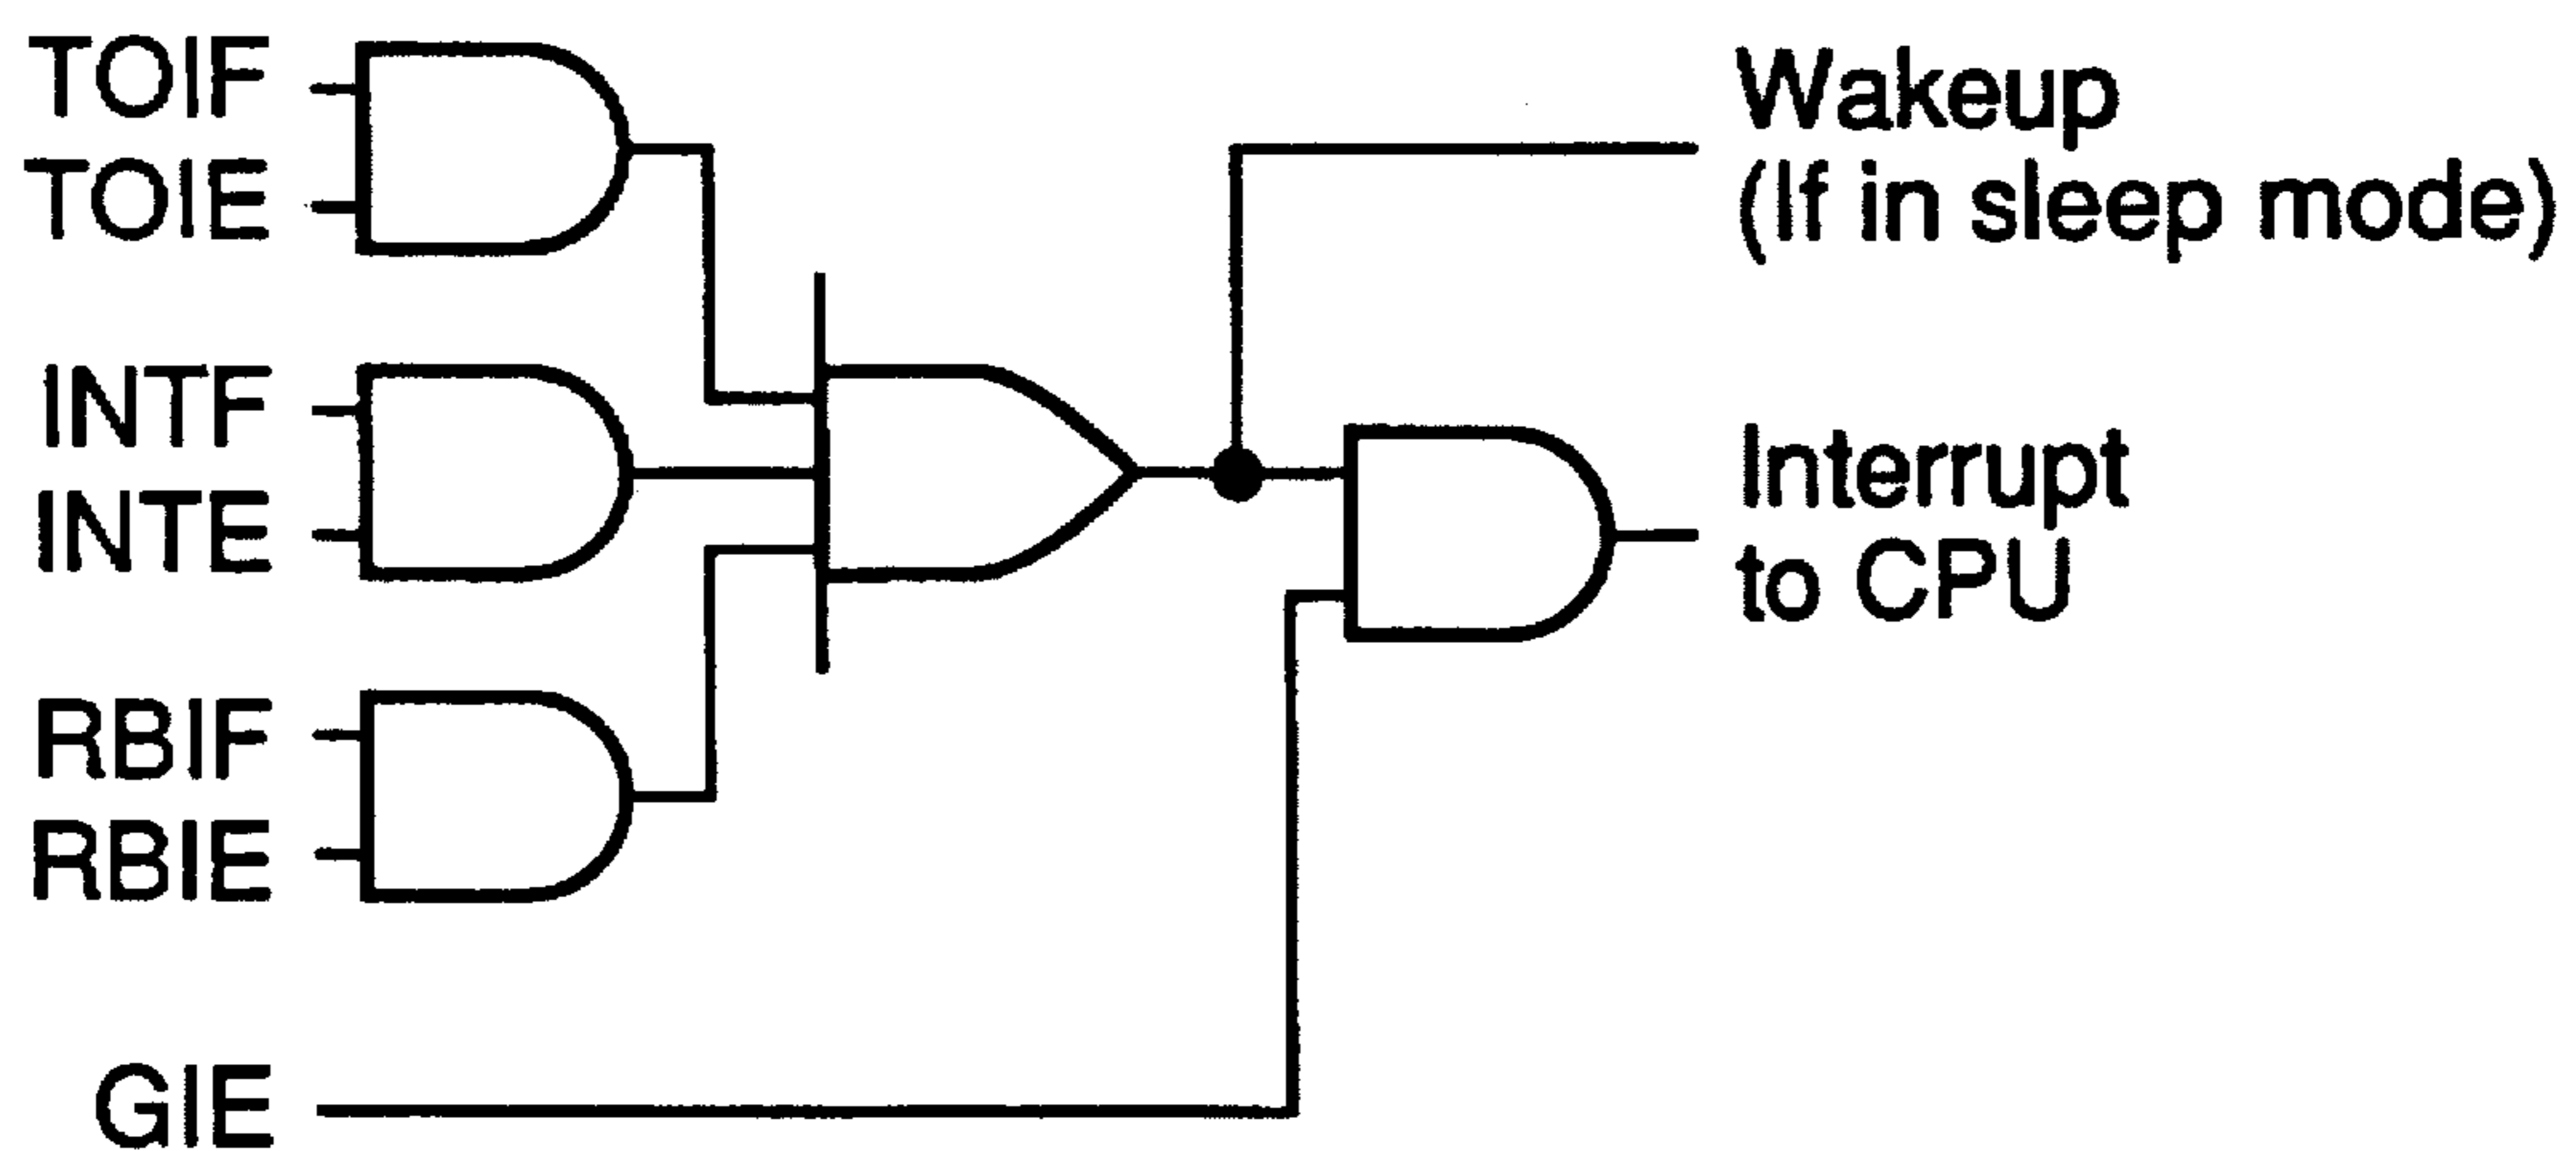 TOIF
TOIE
INTF
INTE
RBIF
RBIE
GIE
Wakeup
(If in sleep mode)
Interrupt
to CPU